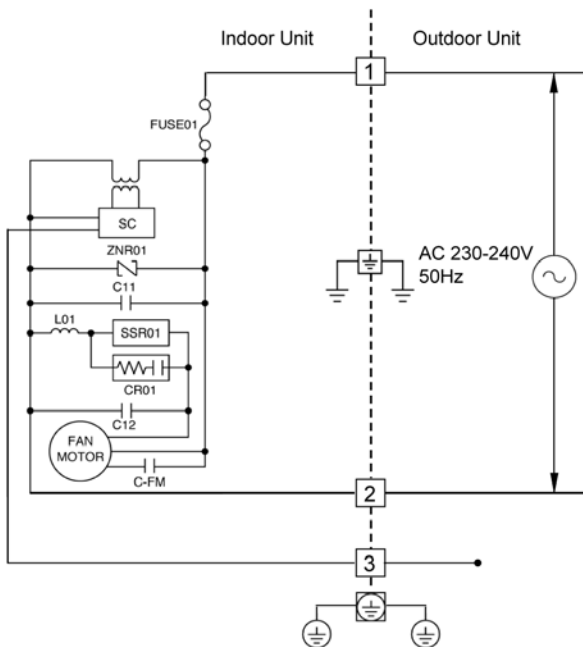 Indoor Unit
Outdoor Unit
1
FUSE01
SC
ZNR01
C11
AC 230-240V
50Hz
L01
SSR01
CR01
C12
FAN
MOTOR
C-FM
2
3